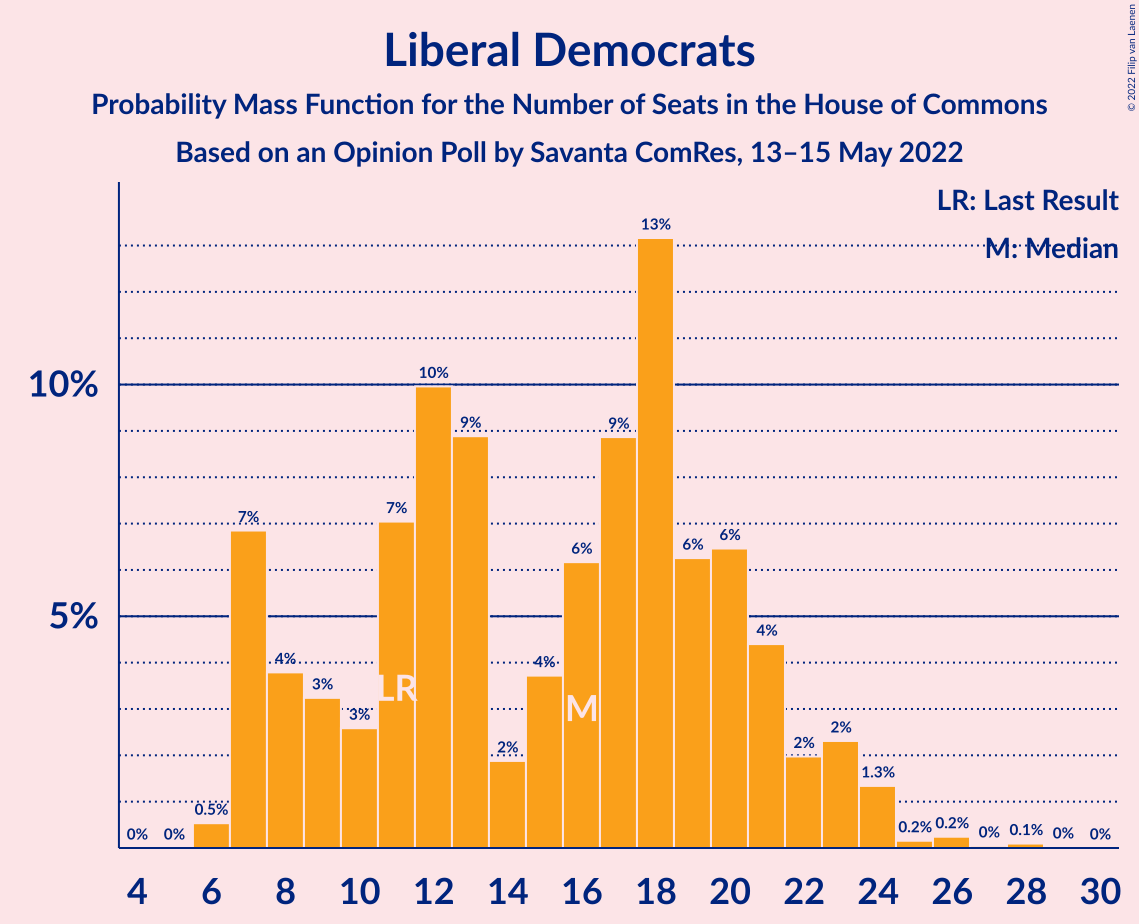 © 2022 Filip van Laenen
Liberal Democrats
Probability Mass Function for the Number of Seats in the House of Commons
Based on an Opinion Poll by Savanta ComRes, 13–15 May 2022
LR: Last Result
M: Median
10%
5%
0% 0% 0.5% 7% 4% 3% 3% 7% 10% 9% 2% 4% 6% 9% 13% 6% 6% 4% 2% 2% 1.3% 0.2% 0.2% 0% 0.1% 0% 0%
LR M
4 6 8 10 12 14 16 18 20 22 24 26 28 30